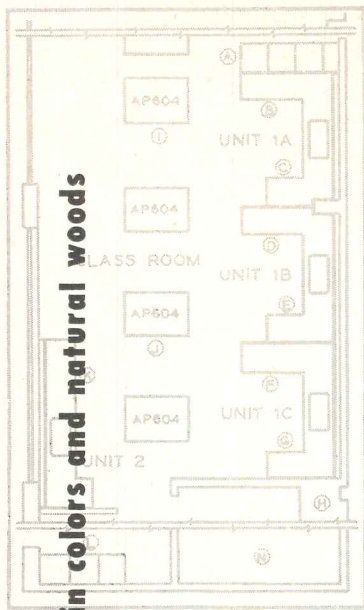 in colors and natural woods
A
AP604
B
I
UNIT 1A
C
AP604
D
CLASS ROOM
UNIT 1B
E
AP604
J
F
AP604
UNIT 1C
G
UNIT 2
H
N